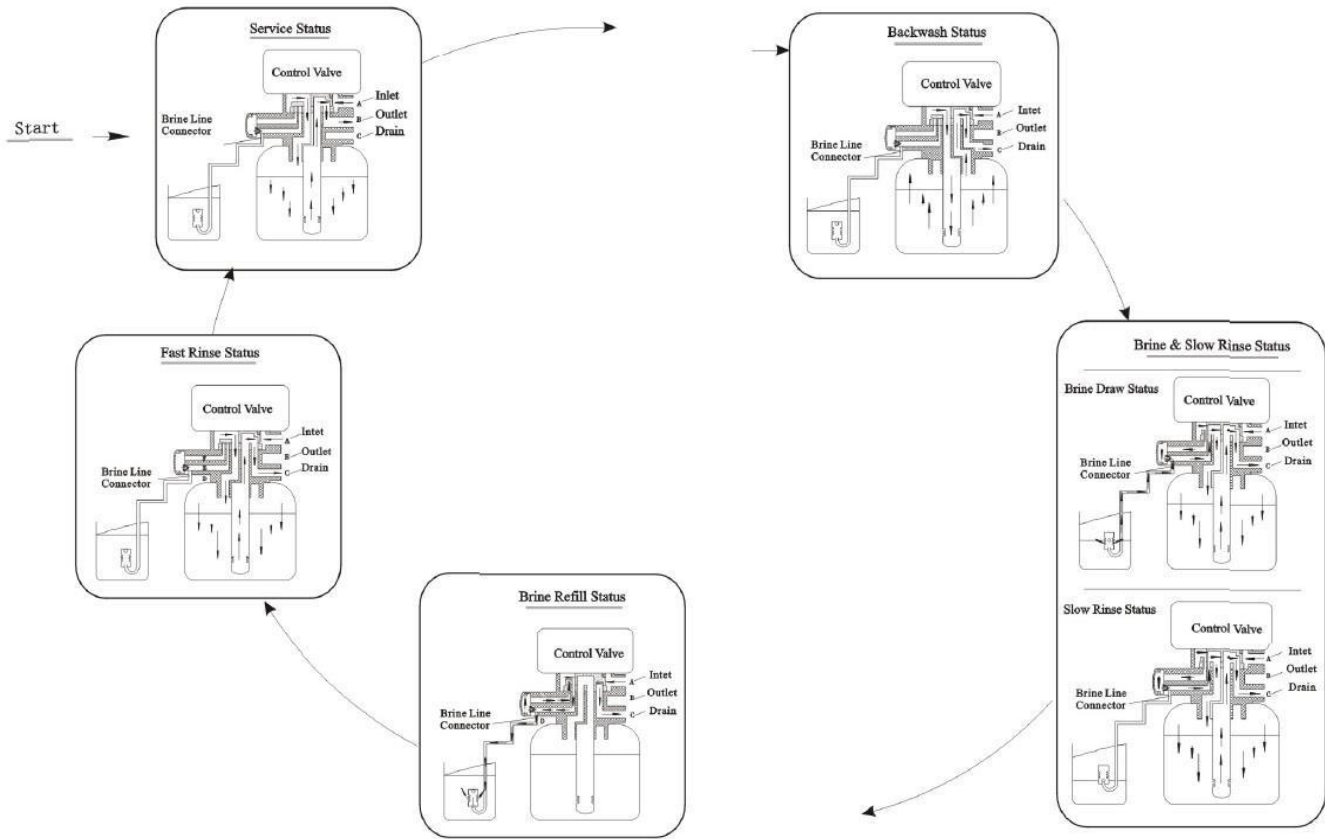 Start
Service Status
Control Valve
Brine Line
Connector
A
Inlet
B
Outlet
C
Drain
Backwash Status
Control Valve
Brine Line
Connector
A
Intet
B
Outlet
C
Drain
Brine & Slow Rinse Status
Brine Draw Status
Control Valve
Brine Line
Connector
A
Intet
B
Outlet
C
Drain
Slow Rinse Status
Control Valve
Brine Line
Connector
A
Intet
B
Outlet
C
Drain
Brine Refill Status
Control Valve
Brine Line
Connector
D
A
Intet
B
Outlet
C
Drain
Fast Rinse Status
Control Valve
Brine Line
Connector
D
A
Intet
B
Outlet
C
Drain